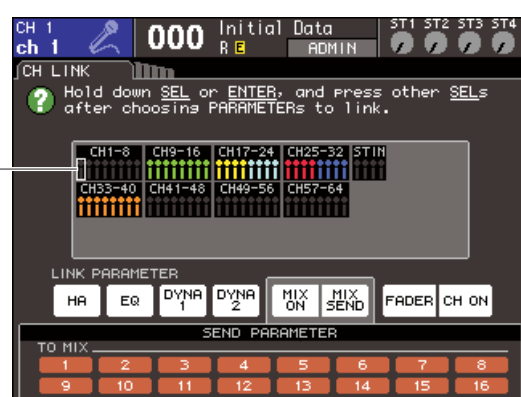 CH 1
ch 1
000
Initial Data
R E
ADMIN
ST1 ST2 ST3 ST4
CH LINK
? Hold down SEL or ENTER, and press other SELs
after choosing PARAMETERs to link.
CH1-8 CH9-16 CH17-24 CH25-32 STIN
CH33-40 CH41-48 CH49-56 CH57-64
LINK PARAMETER
HA EQ DYNA 1 DYNA 2 MIX ON MIX SEND FADER CH ON
SEND PARAMETER
TO MIX
1 2 3 4 5 6 7 8
9 10 11 12 13 14 15 16